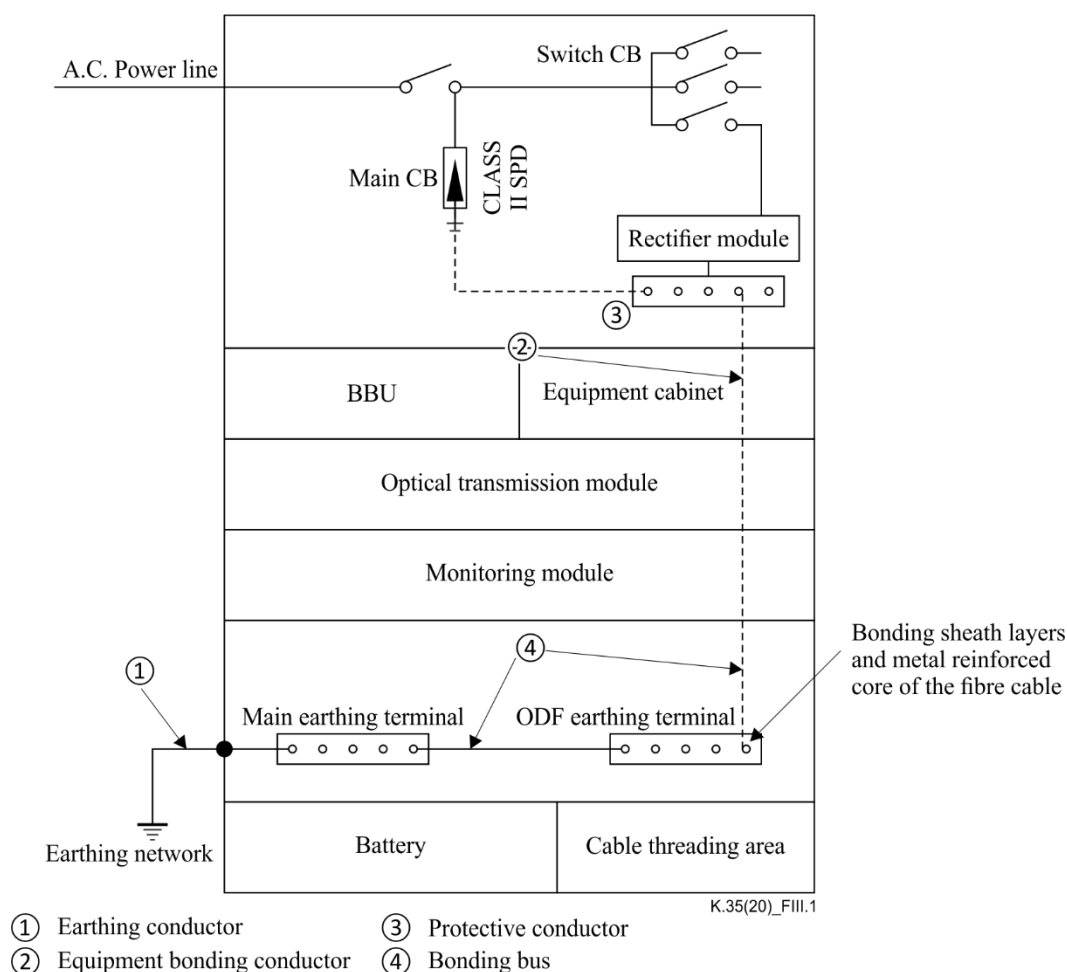 Switch CB
A.C. Power line
Main CB
CLASS
II SPD
Rectifier module
③
-2-
BBU
Equipment cabinet
Optical transmission module
Monitoring module
①
④
Bonding sheath layers
and metal reinforced
core of the fibre cable
Main earthing terminal
ODF earthing terminal
Earthing network
Battery
Cable threading area
K.35(20)_FIII.1
① Earthing conductor
③ Protective conductor
② Equipment bonding conductor
④ Bonding bus